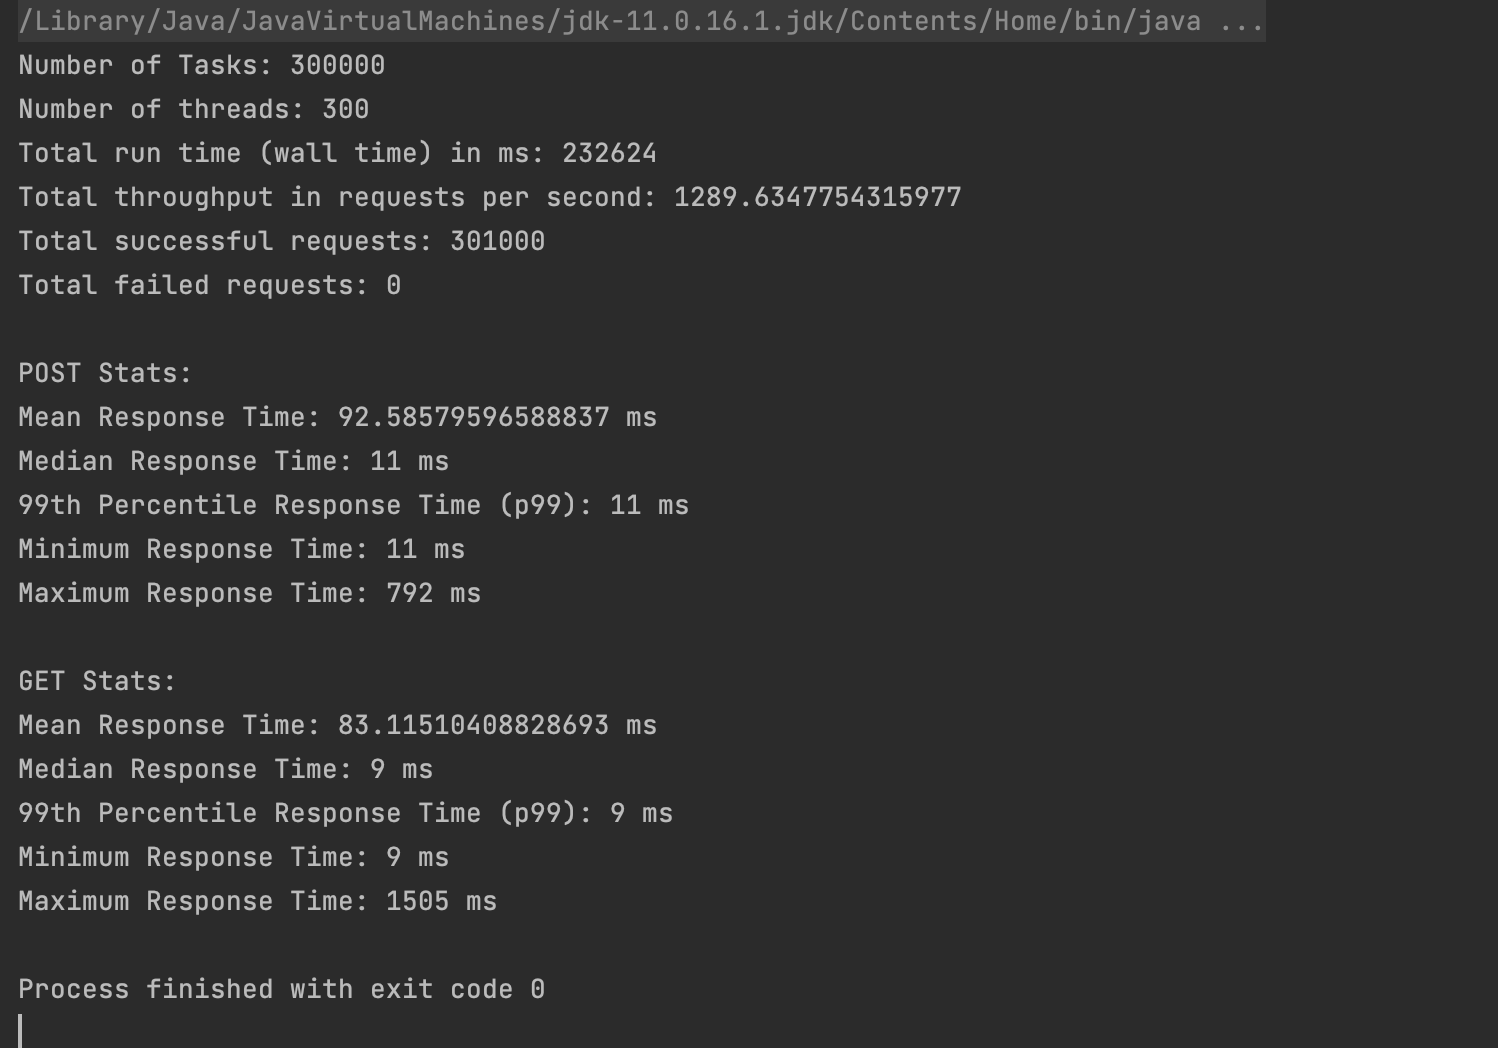 /Library/Java/JavaVirtualMachines/jdk-11.0.16.1.jdk/Contents/Home/bin/java ...
Number of Tasks: 300000
Number of threads: 300
Total run time (wall time) in ms: 232624
Total throughput in requests per second: 1289.6347754315977
Total successful requests: 301000
Total failed requests: 0
POST Stats:
Mean Response Time: 92.58579596588837 ms
Median Response Time: 11 ms
99th Percentile Response Time (p99): 11 ms
Minimum Response Time: 11 ms
Maximum Response Time: 792 ms
GET Stats:
Mean Response Time: 83.11510408828693 ms
Median Response Time: 9 ms
99th Percentile Response Time (p99): 9 ms
Minimum Response Time: 9 ms
Maximum Response Time: 1505 ms
Process finished with exit code 0